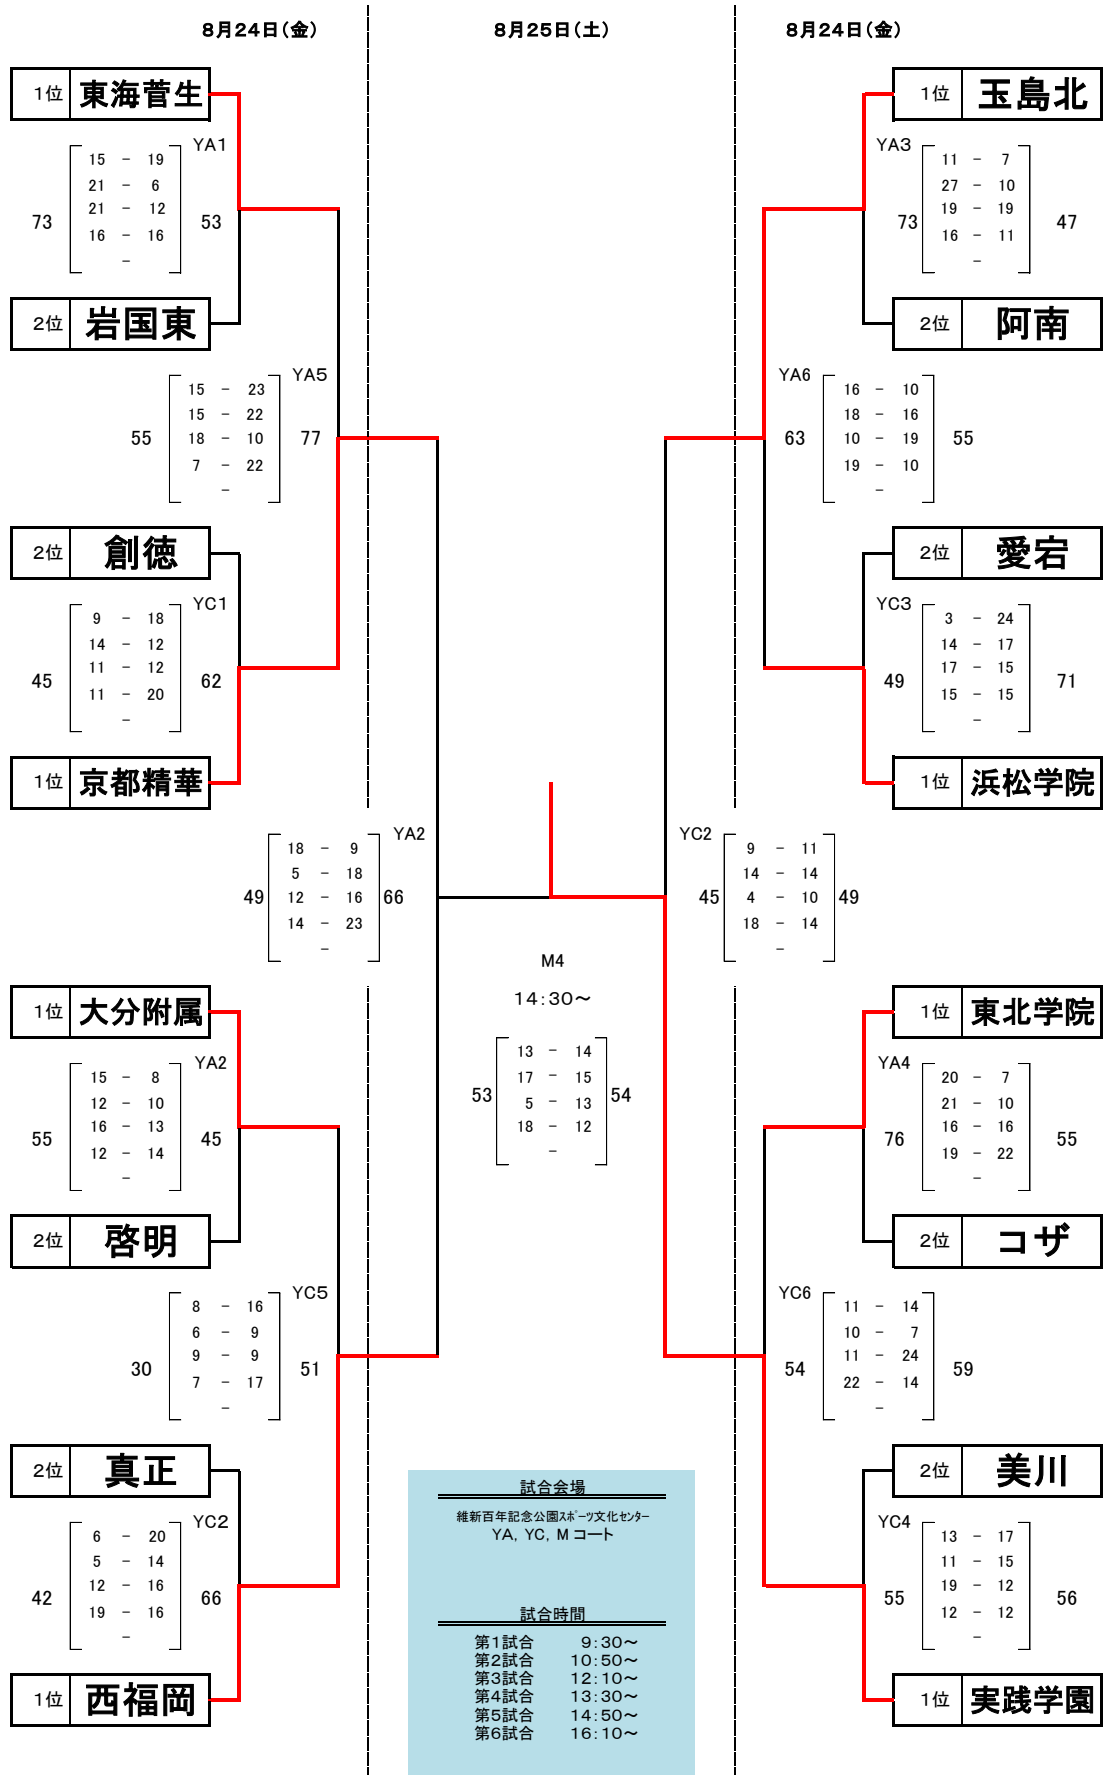 8月24日(金)
8月25日(土)
8月24日(金)
1位 東海菅生
YA1
15 - 19
21 - 6
73 21 - 12 53
16 - 16
-
2位 岩国東
YA5
15 - 23
15 - 22
55 18 - 10 77
7 - 22
-
2位 創徳
YC1
9 - 18
14 - 12
45 11 - 12 62
11 - 20
-
1位 京都精華
YA2
18 - 9
5 - 18
49 12 - 16 66
14 - 23
-
1位 大分附属
YA2
15 - 8
12 - 10
55 16 - 13 45
12 - 14
-
2位 啓明
YC5
8 - 16
6 - 9
30 9 - 9 51
7 - 17
-
2位 真正
YC2
6 - 20
5 - 14
42 12 - 16 66
19 - 16
-
1位 西福岡
M4
14:30~
13 - 14
17 - 15
53 5 - 13 54
18 - 12
-
1位 玉島北
YA3
11 - 7
27 - 10
73 19 - 19 47
16 - 11
-
2位 阿南
YA6
16 - 10
18 - 16
63 10 - 19 55
19 - 10
-
2位 愛宕
YC3
3 - 24
14 - 17
49 17 - 15 71
15 - 15
-
1位 浜松学院
YC2
9 - 11
14 - 14
45 4 - 10 49
18 - 14
-
1位 東北学院
YA4
20 - 7
21 - 10
76 16 - 16 55
19 - 22
-
2位 コザ
YC6
11 - 14
10 - 7
54 11 - 24 59
22 - 14
-
2位 美川
YC4
13 - 17
11 - 15
55 19 - 12 56
12 - 12
-
1位 実践学園
試合会場
維新百年記念公園スポーツ文化センター
YA, YC, M コート
試合時間
第1試合 9:30~
第2試合 10:50~
第3試合 12:10~
第4試合 13:30~
第5試合 14:50~
第6試合 16:10~